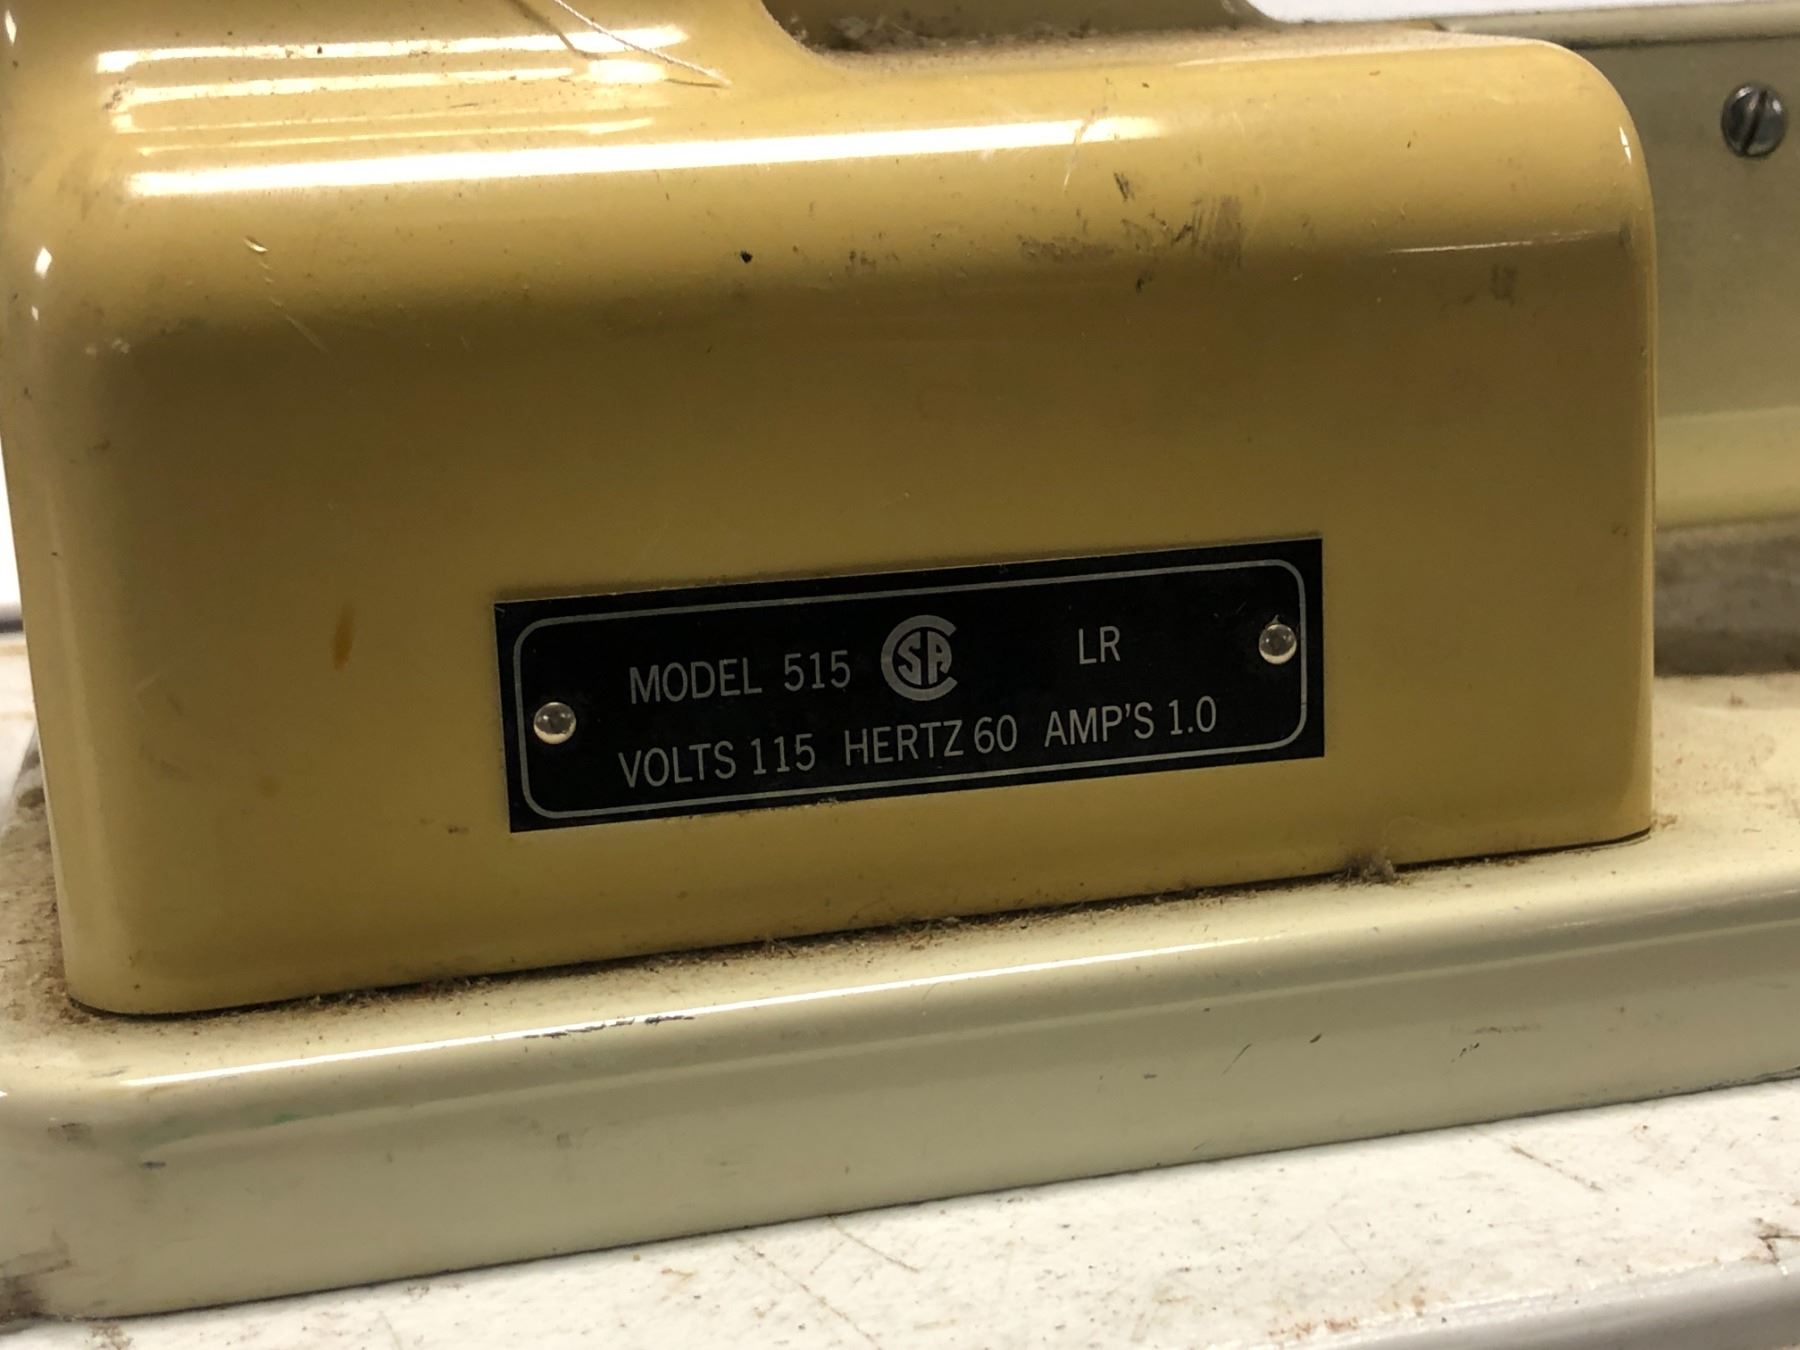 MODEL 515 CSA LR
VOLTS 115 HERTZ 60 AMP'S 1.0